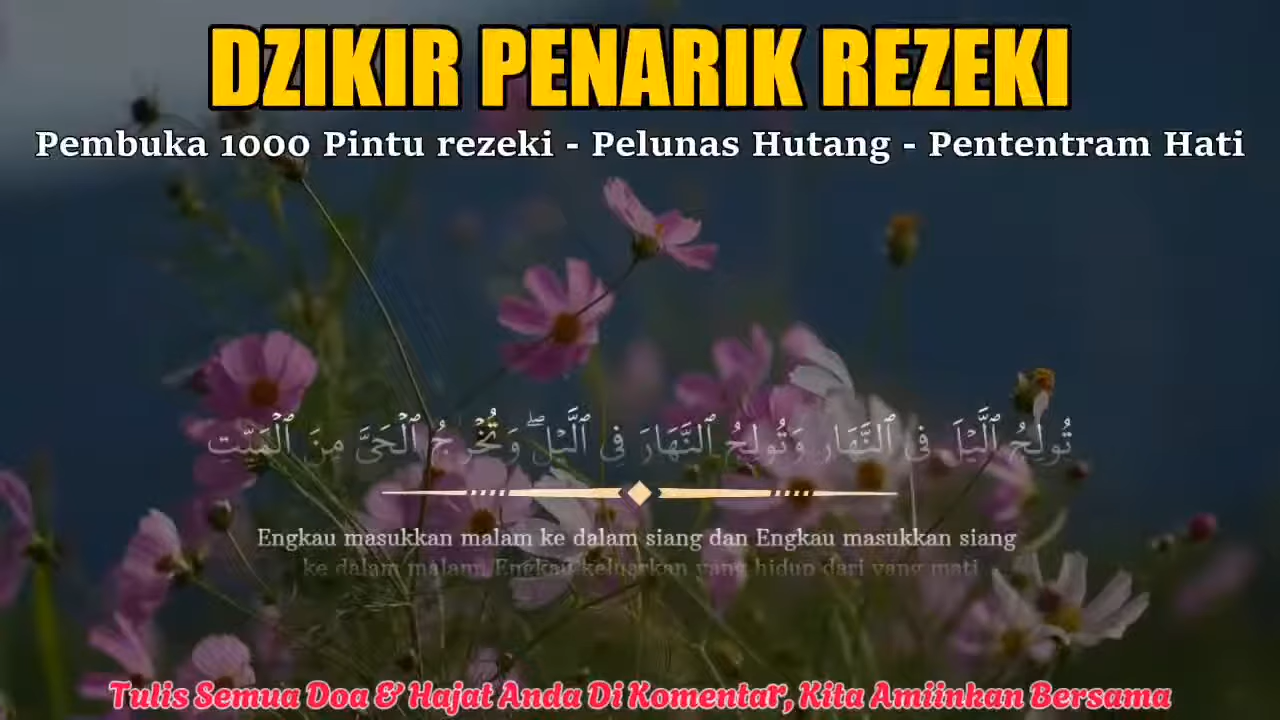 DZIKIR PENARIK REZEKI
Pembuka 1000 Pintu rezeki - Pelunas Hutang - Pententram Hati
تُولِجُ ٱلَّيْلَ فِى ٱلنَّهَارِ وَتُولِجُ ٱلنَّهَارَ فِى ٱلَّيْلِ ۖ وَتُخْرِجُ ٱلْحَىَّ مِنَ ٱلْمَيِّتِ
Engkau masukkan malam ke dalam siang dan Engkau masukkan siang
ke dalam malam. Engkau keluarkan yang hidup dari yang mati
Tulis Semua Doa & Hajat Anda Di Komentar, Kita Amiinkan Bersama